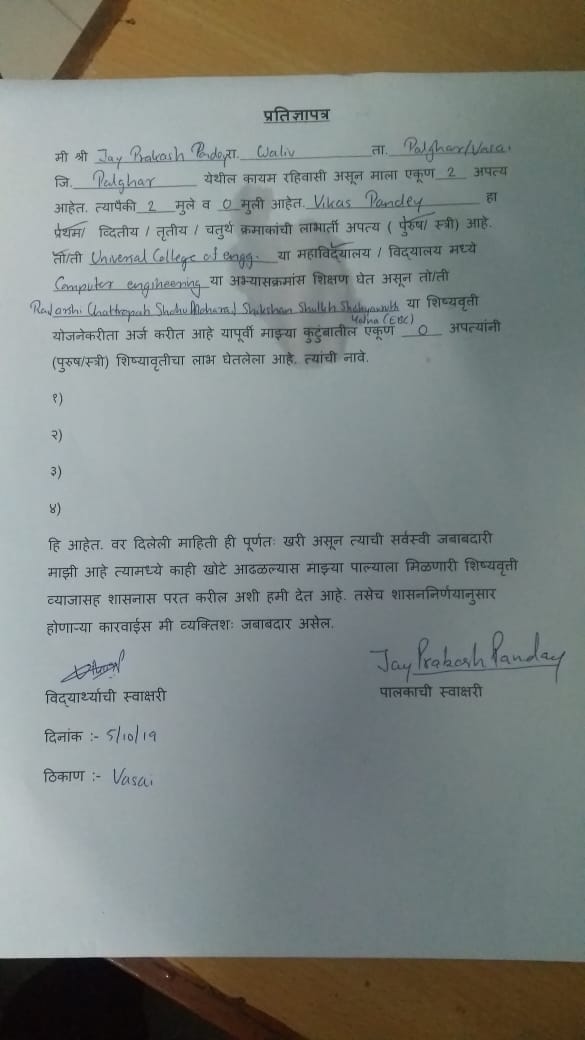 प्रतिज्ञापत्र
मी श्री Jay Prakash Pandey रा. Waliv ता. Palghar/Vasai
जि. Palghar येथील कायम रहिवासी असून माला एकूण 2 अपत्य
आहेत. त्यापैकी 2 मुले व 0 मुली आहेत. Vikas Pandey हा
प्रथम/ व्दितीय / तृतीय / चतुर्थ क्रमाकांची लाभार्ती अपत्य ( पुरुष/ स्त्री) आहे.
तो/ती Universal College of engg. या महाविद्यालय / विद्यालय मध्ये
Computer engineering या अभ्यासक्रमांस शिक्षण घेत असून तो/ती
Rajarshi Chattrapati Shahu Maharaj Shikshan Shulkh या शिष्यवृती
Yojna (EBC)
योजनेकरीता अर्ज करीत आहे यापूर्वी माझ्या कुटुंबातील एकूण 0 अपत्यांनी
(पुरुष/स्त्री) शिष्यावृतीचा लाभ घेतलेला आहे. त्यांची नावे.
१)
२)
३)
४)
हि आहेत. वर दिलेली माहिती ही पूर्णतः खरी असून त्याची सर्वस्वी जबाबदारी
माझी आहे त्यामध्ये काही खोटे आढळल्यास माझ्या पाल्याला मिळणारी शिष्यवृती
व्याजासह शासनास परत करील अशी हमी देत आहे. तसेच शासननिर्णयानुसार
होणाऱ्या कारवाईस मी व्यक्तिशः जबाबदार असेल.
Jay Prakash Panday
विद्यार्थ्याची स्वाक्षरी पालकाची स्वाक्षरी
दिनांक :- 5/10/19
ठिकाण :- Vasai